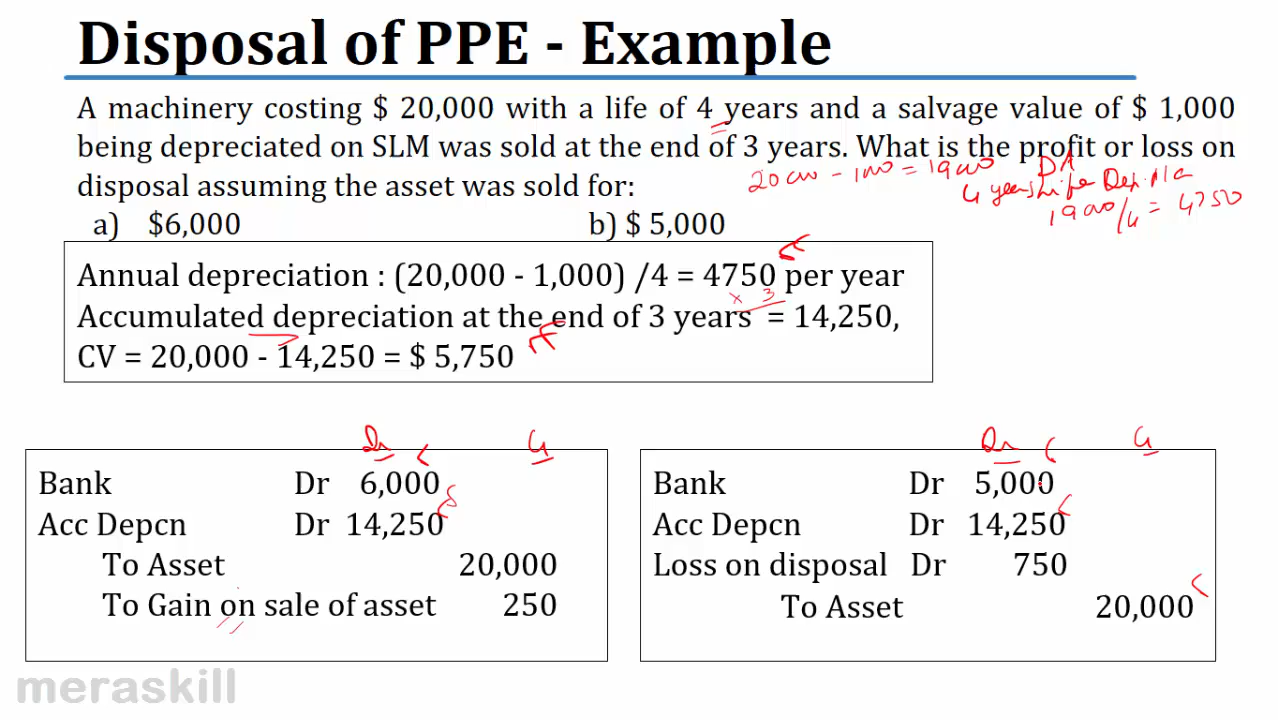 Disposal of PPE - Example
A machinery costing $ 20,000 with a life of 4 years and a salvage value of $ 1,000
being depreciated on SLM was sold at the end of 3 years. What is the profit or loss on
disposal assuming the asset was sold for:
20000 - 1000 = 19000 DA
4 years life Dep.
19000/4 = 4750
a) $6,000 b) $ 5,000
Annual depreciation : (20,000 - 1,000) /4 = 4750 per year
x 3
Accumulated depreciation at the end of 3 years = 14,250,
CV = 20,000 - 14,250 = $ 5,750
Dr Cr
Bank Dr 6,000
Acc Depcn Dr 14,250
To Asset 20,000
To Gain on sale of asset 250
Dr Cr
Bank Dr 5,000
Acc Depcn Dr 14,250
Loss on disposal Dr 750
To Asset 20,000
meraskill